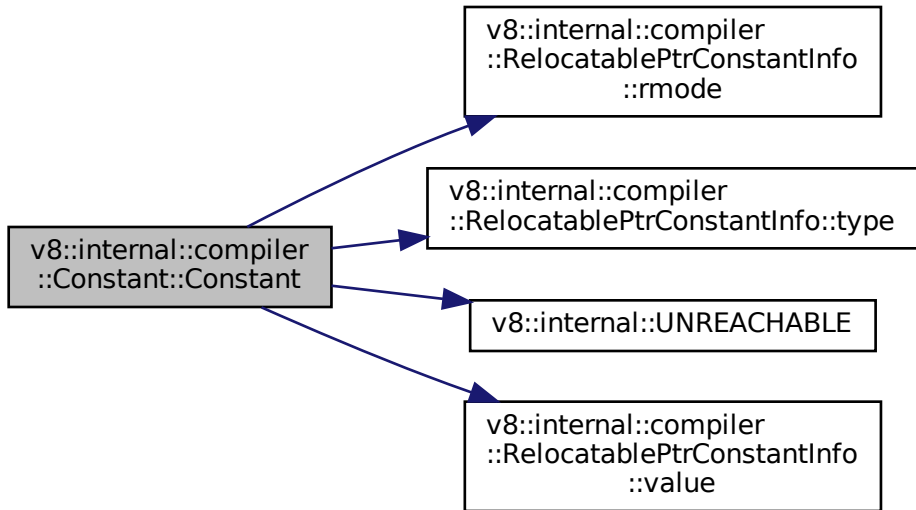 v8::internal::compiler
::RelocatablePtrConstantInfo
::rmode
v8::internal::compiler
::RelocatablePtrConstantInfo::type
v8::internal::compiler
::Constant::Constant
v8::internal::UNREACHABLE
v8::internal::compiler
::RelocatablePtrConstantInfo
::value